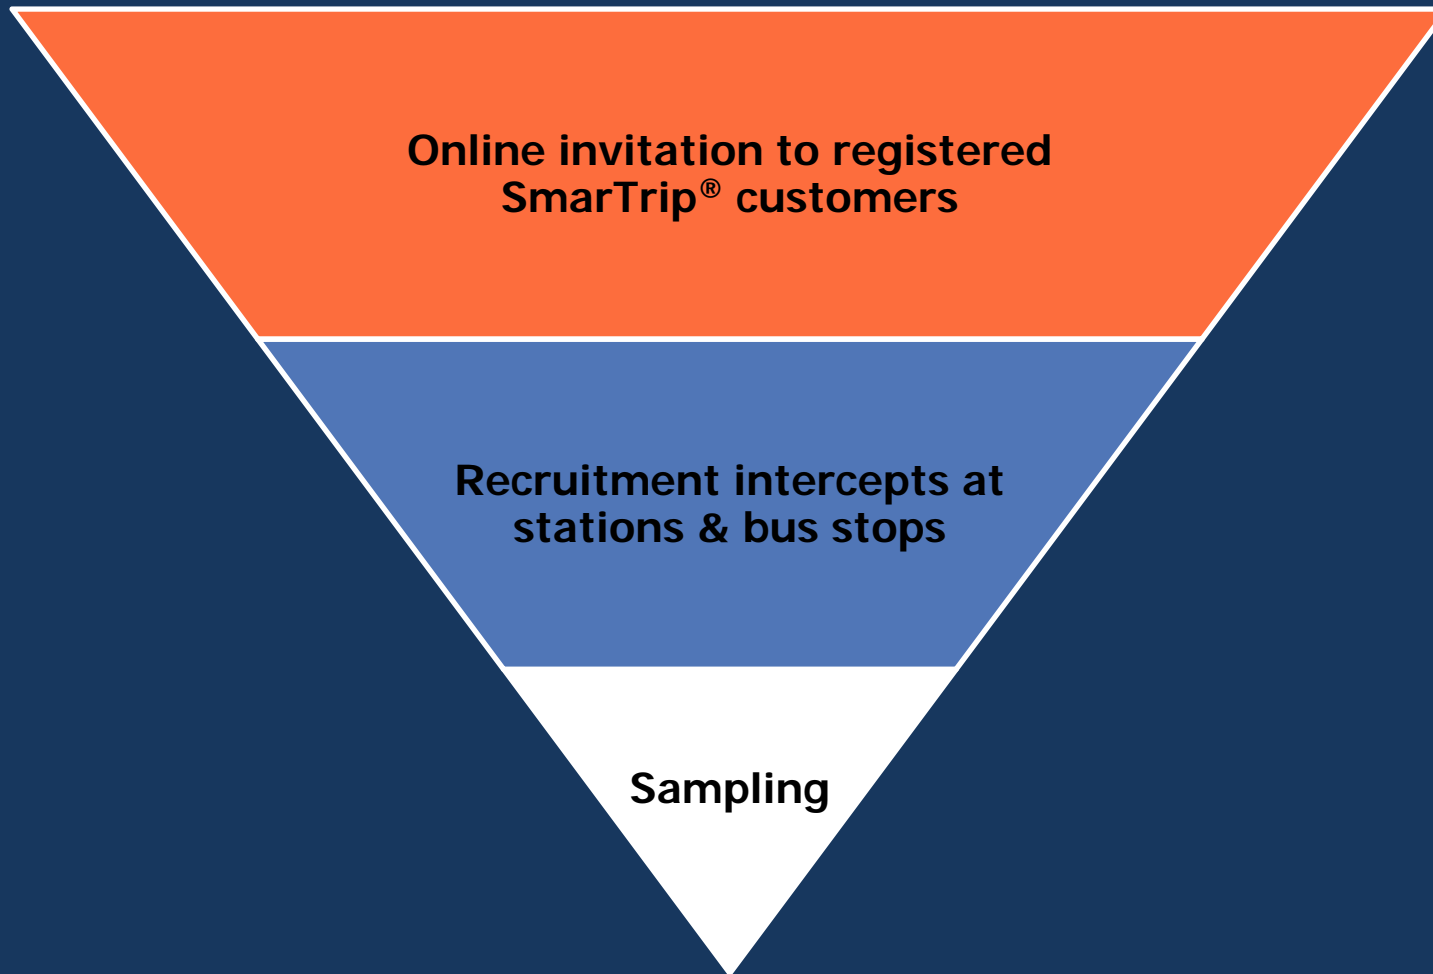 Online invitation to registered
SmarTrip® customers
Recruitment intercepts at
stations & bus stops
Sampling